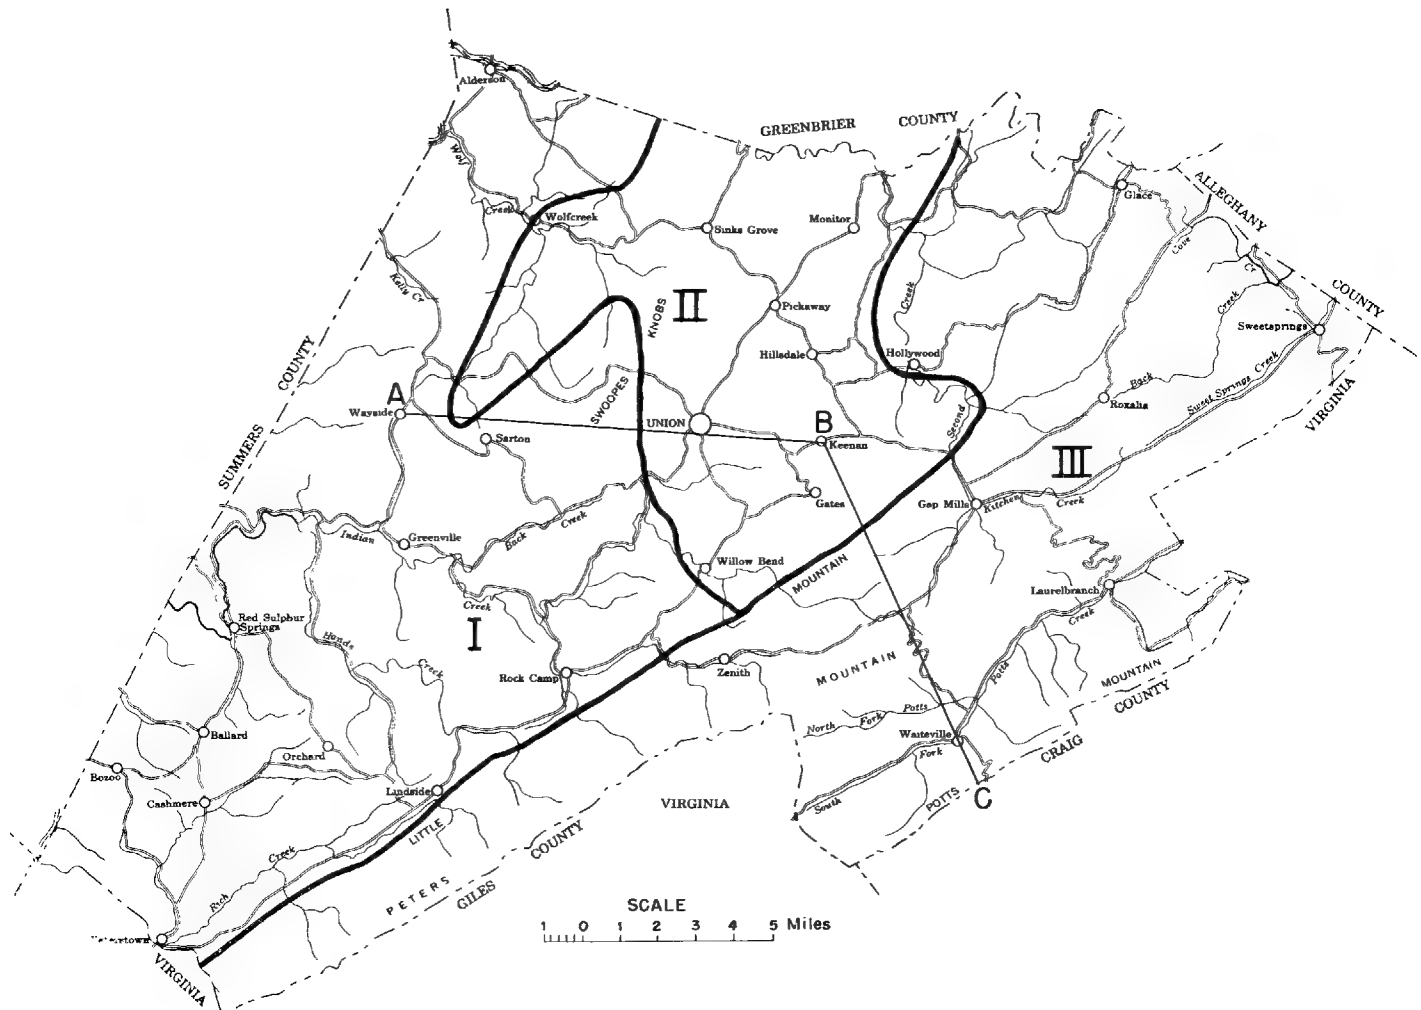 Alderson
GREENBRIER COUNTY
Wolf
Creek
Wolfcreek
Sinks Grove
Monitor
Glace
ALLEGHANY
COUNTY
Cove
Kelly Cr
II
KNOBS
Pickaway
Creek
Cr
Creek
Sweetsprings
SUMMERS COUNTY
Hillsdale
Hollywood
Back
Roxalia
Sweet Springs Creek
VIRGINIA
A
Wayside
SWOOPES
UNION
B
Keenan
Second
Sarton
III
Gates
Gap Mills
Kitchen
Creek
Indian
Greenville
Back Creek
Willow Bend
MOUNTAIN
Laurelbranch
Creek
Creek
Red Sulphur
Springs
I
Hands
Creek
Rock Camp
Zenith
MOUNTAIN
Potts
MOUNTAIN
COUNTY
North Fork Potts
Waiteville
Fork
CRAIG
Ballard
Orchard
Bozoo
Cashmere
Lindside
South
POTTS
C
VIRGINIA
LITTLE
COUNTY
Creek
Rich
PETERS
GILES
SCALE
1 0 1 2 3 4 5 Miles
VIRGINIA